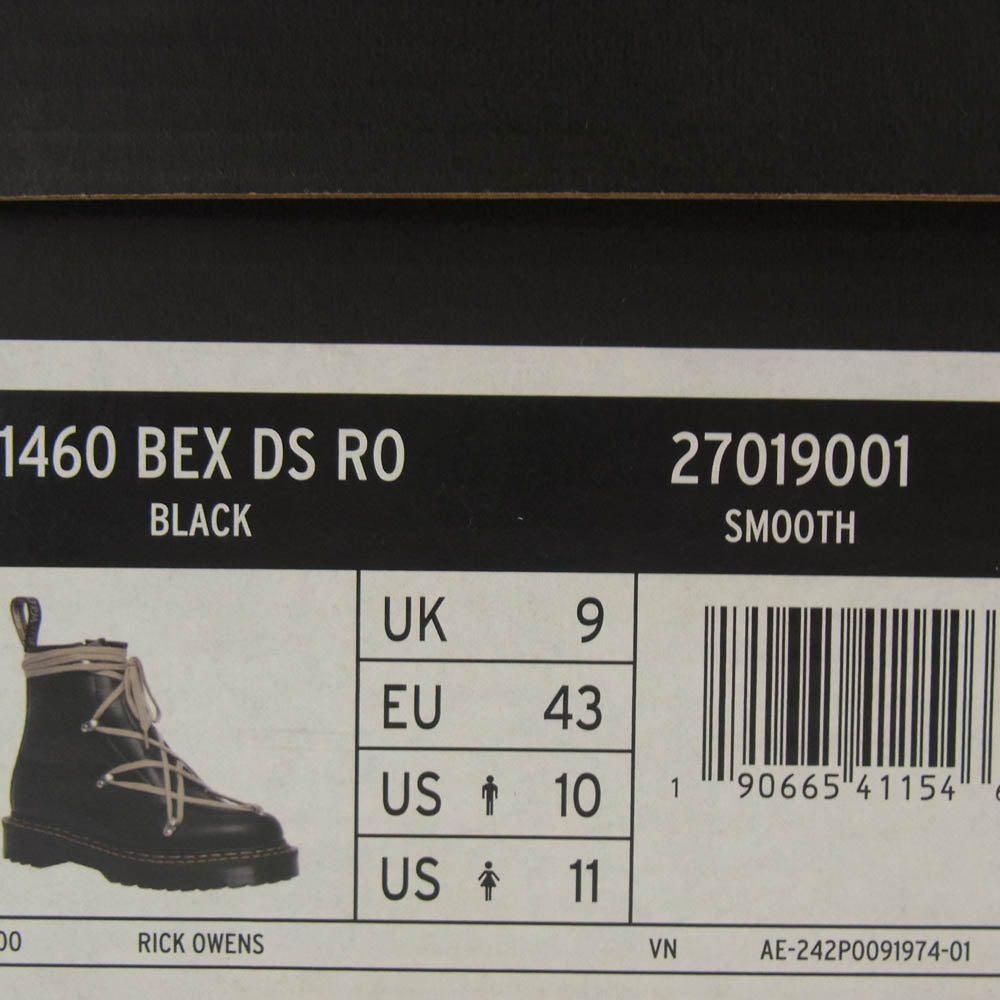 1460 BEX DS RO
BLACK
27019001
SMOOTH
UK 9
EU 43
US 10
US 11
1 90665 41154
00
RICK OWENS
VN
AE-242P0091974-01